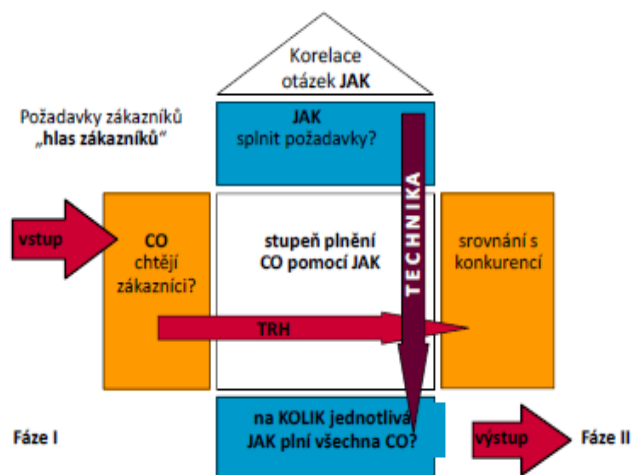 Korelace
otázek JAK
Požadavky zákazníků
„hlas zákazníků“
JAK
splnit požadavky?
TECHNIKA
vstup
CO
chtějí
zákazníci?
stupeň plnění
CO pomocí JAK
srovnání s
konkurencí
TRH
Fáze I
na KOLIK jednotlivá
JAK plní všechna CO?
výstup
Fáze II